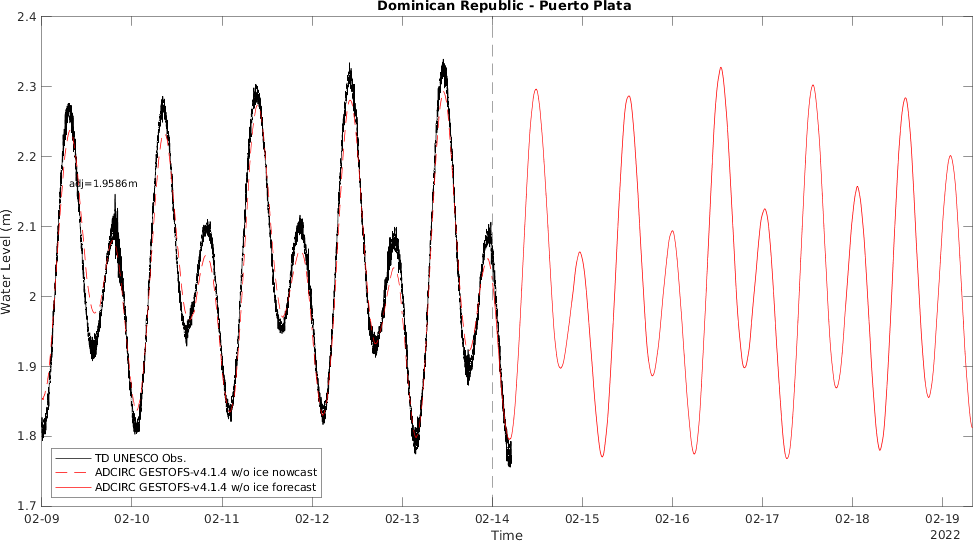 Dominican Republic - Puerto Plata
2.4
2.3
2.2
2.1
2
1.9
1.8
1.7
Water Level (m)
adj=1.9586m
TD UNESCO Obs.
ADCIRC GESTOFS-v4.1.4 w/o ice nowcast
ADCIRC GESTOFS-v4.1.4 w/o ice forecast
02-09 02-10 02-11 02-12 02-13 02-14 02-15 02-16 02-17 02-18 02-19
Time
2022